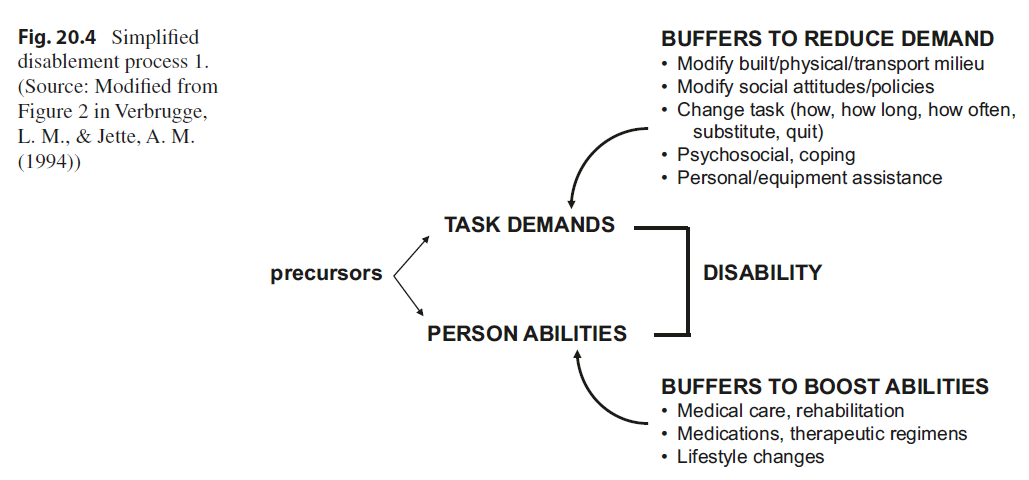 Fig. 20.4 Simplified
disablement process 1.
(Source: Modified from
Figure 2 in Verbrugge,
L. M., & Jette, A. M.
(1994))
BUFFERS TO REDUCE DEMAND
• Modify built/physical/transport milieu
• Modify social attitudes/policies
• Change task (how, how long, how often,
substitute, quit)
• Psychosocial, coping
• Personal/equipment assistance
TASK DEMANDS
precursors
DISABILITY
PERSON ABILITIES
BUFFERS TO BOOST ABILITIES
• Medical care, rehabilitation
• Medications, therapeutic regimens
• Lifestyle changes